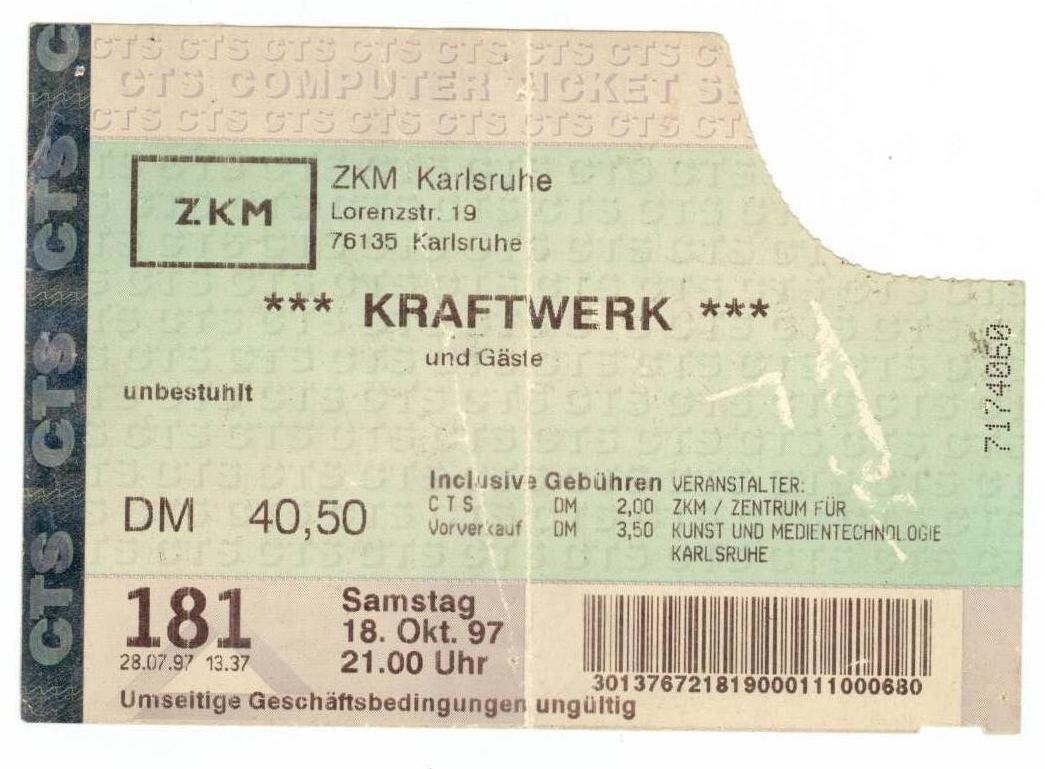 CTS CTS CTS CTS CTS CTS CTS CTS
CTS COMPUTER TICKET
CTS CTS CTS CTS CTS CTS CTS
CTS CTS CTS CTS
ZKM
ZKM Karlsruhe
Lorenzstr. 19
76135 Karlsruhe
*** KRAFTWERK ***
und Gäste
unbestuhlt
7174060
DM 40,50
Inclusive Gebühren
CTS DM 2,00
Vorverkauf DM 3,50
VERANSTALTER:
ZKM / ZENTRUM FÜR
KUNST UND MEDIENTECHNOLOGIE
KARLSRUHE
181
28.07.97 13.37
Samstag
18. Okt. 97
21.00 Uhr
3013767218190000111000680
Umseitige Geschäftsbedingungen ungültig